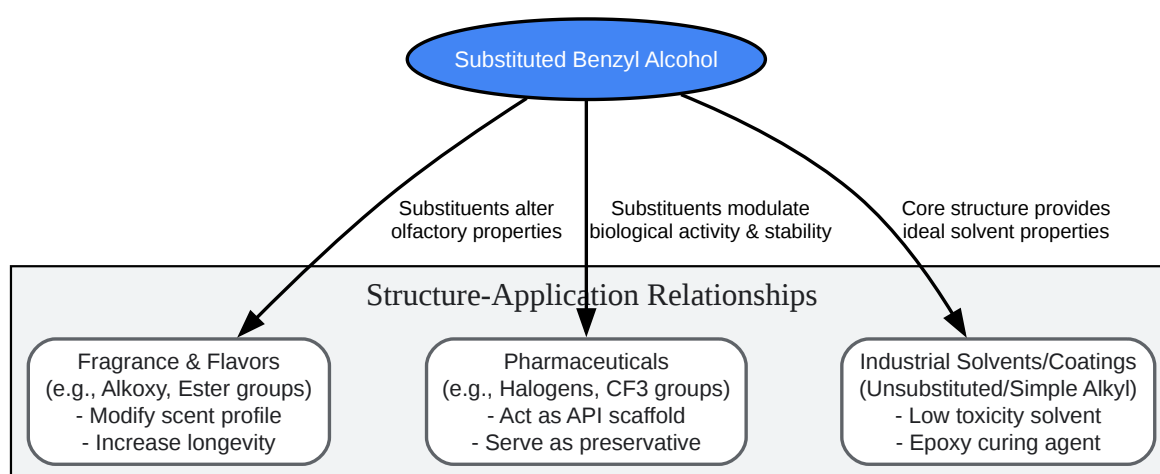 Substituted Benzyl Alcohol
Substituents alter
olfactory properties
Substituents modulate
biological activity & stability
Core structure provides
ideal solvent properties
Structure-Application Relationships
Fragrance & Flavors
(e.g., Alkoxy, Ester groups)
- Modify scent profile
- Increase longevity
Pharmaceuticals
(e.g., Halogens, CF3 groups)
- Act as API scaffold
- Serve as preservative
Industrial Solvents/Coatings
(Unsubstituted/Simple Alkyl)
- Low toxicity solvent
- Epoxy curing agent